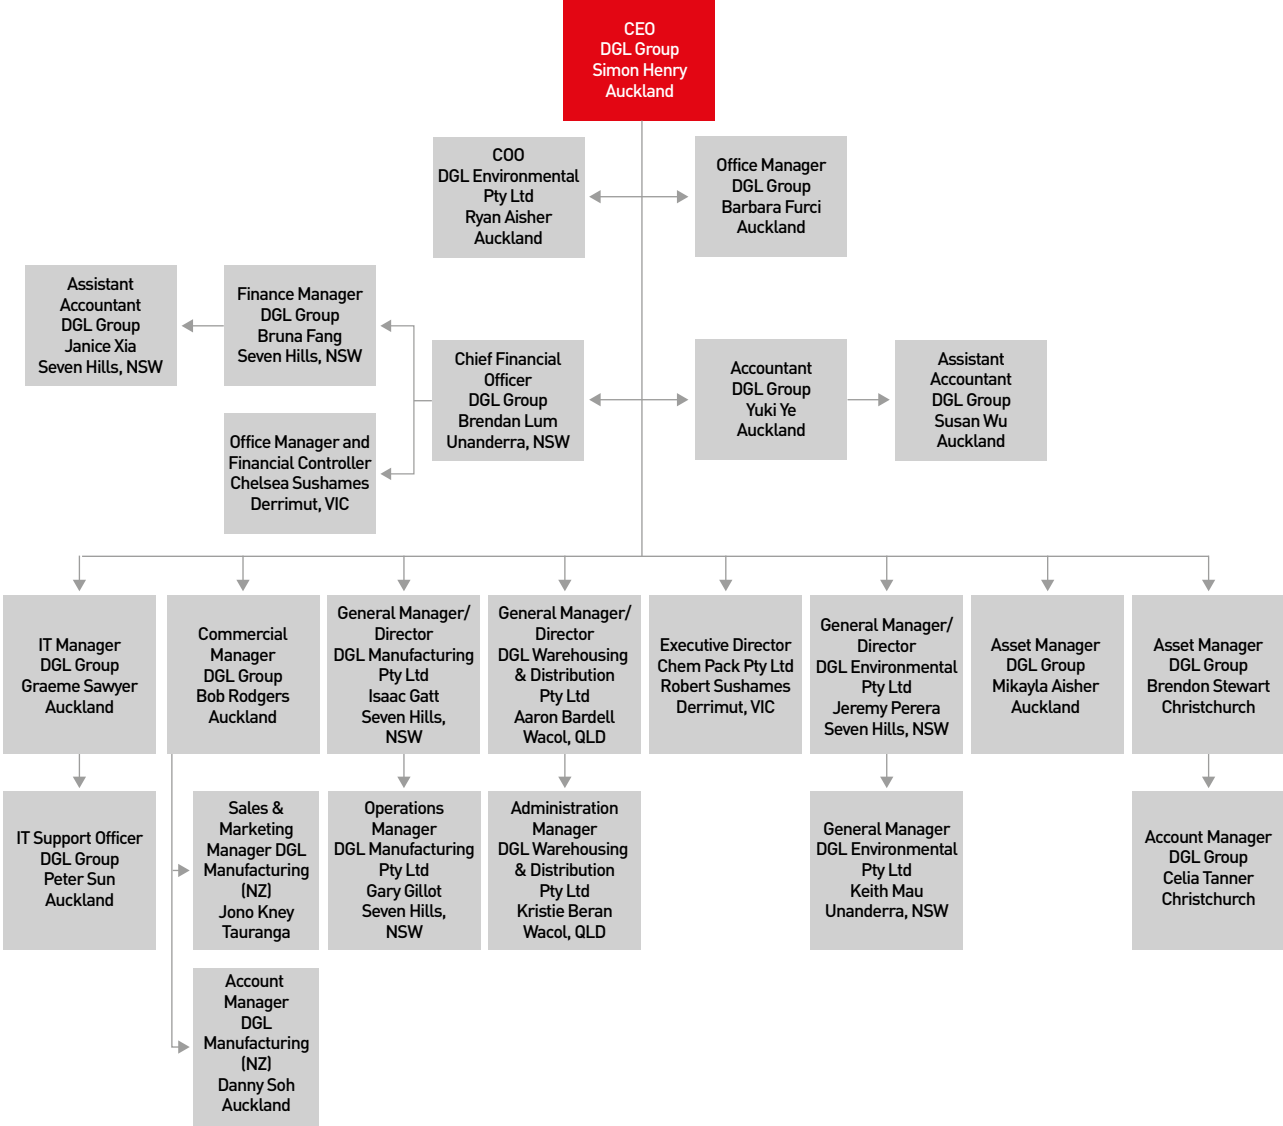 CEO
DGL Group
Simon Henry
Auckland
COO
DGL Environmental
Pty Ltd
Ryan Aisher
Auckland
Office Manager
DGL Group
Barbara Furci
Auckland
Assistant
Accountant
DGL Group
Janice Xia
Seven Hills, NSW
Finance Manager
DGL Group
Bruna Fang
Seven Hills, NSW
Chief Financial
Officer
DGL Group
Brendan Lum
Unanderra, NSW
Accountant
DGL Group
Yuki Ye
Auckland
Assistant
Accountant
DGL Group
Susan Wu
Auckland
Office Manager and
Financial Controller
Chelsea Sushames
Derrimut, VIC
IT Manager
DGL Group
Graeme Sawyer
Auckland
Commercial
Manager
DGL Group
Bob Rodgers
Auckland
General Manager/
Director
DGL Manufacturing
Pty Ltd
Isaac Gatt
Seven Hills,
NSW
General Manager/
Director
DGL Warehousing
& Distribution
Pty Ltd
Aaron Bardell
Wacol, QLD
Executive Director
Chem Pack Pty Ltd
Robert Sushames
Derrimut, VIC
General Manager/
Director
DGL Environmental
Pty Ltd
Jeremy Perera
Seven Hills, NSW
Asset Manager
DGL Group
Mikayla Aisher
Auckland
Asset Manager
DGL Group
Brendon Stewart
Christchurch
IT Support Officer
DGL Group
Peter Sun
Auckland
Sales &
Marketing
Manager DGL
Manufacturing
(NZ)
Jono Kney
Tauranga
Operations
Manager
DGL Manufacturing
Pty Ltd
Gary Gillot
Seven Hills,
NSW
Administration
Manager
DGL Warehousing
& Distribution
Pty Ltd
Kristie Beran
Wacol, QLD
General Manager
DGL Environmental
Pty Ltd
Keith Mau
Unanderra, NSW
Account Manager
DGL Group
Celia Tanner
Christchurch
Account
Manager
DGL
Manufacturing
(NZ)
Danny Soh
Auckland